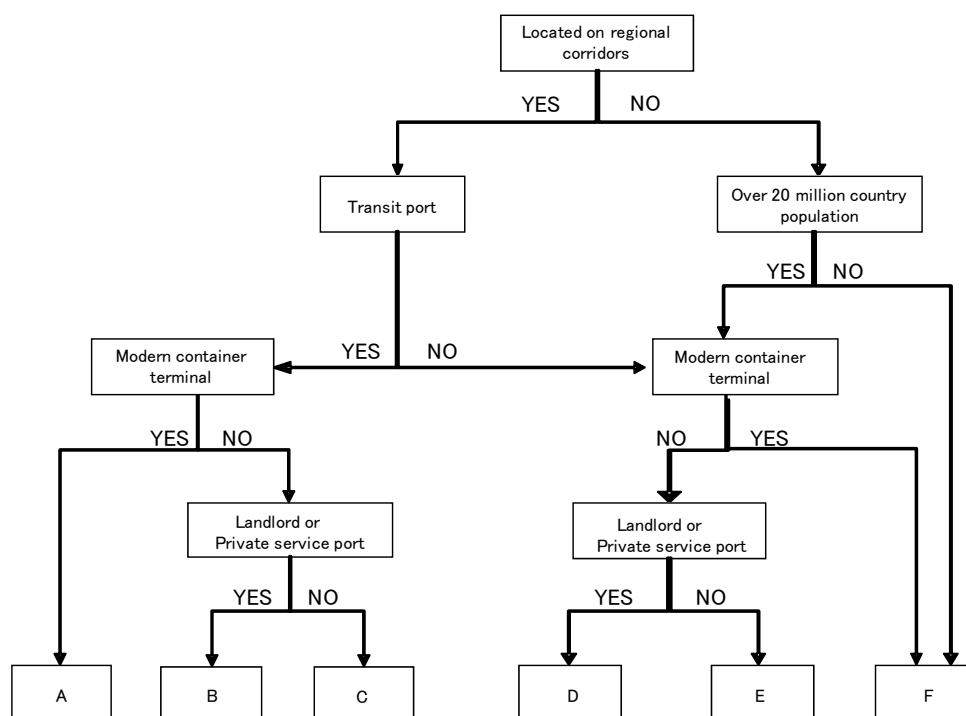 Located on regional
corridors
YES
NO
Transit port
Over 20 million country
population
YES
NO
YES
NO
Modern container
terminal
Modern container
terminal
YES
NO
NO
YES
Landlord or
Private service port
Landlord or
Private service port
YES
NO
YES
NO
A
B
C
D
E
F